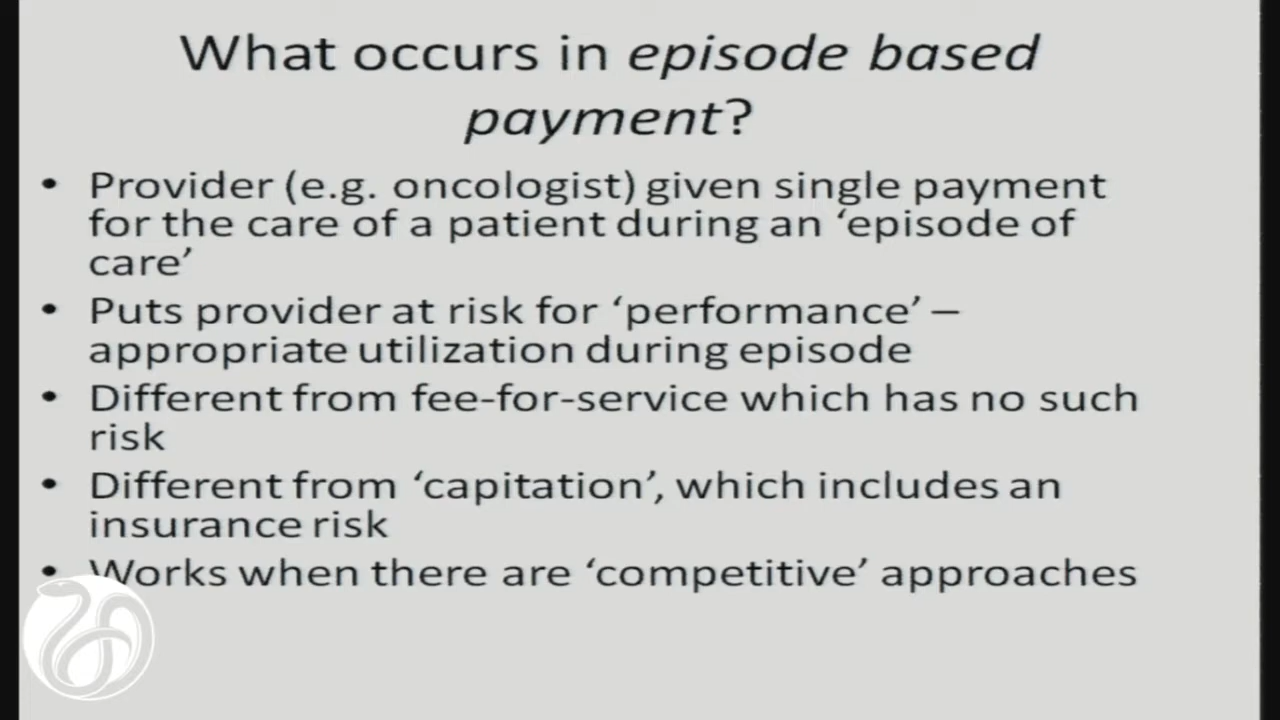 What occurs in episode based
payment?
• Provider (e.g. oncologist) given single payment
for the care of a patient during an ‘episode of
care’
• Puts provider at risk for ‘performance’ –
appropriate utilization during episode
• Different from fee-for-service which has no such
risk
• Different from ‘capitation’, which includes an
insurance risk
• Works when there are ‘competitive’ approaches